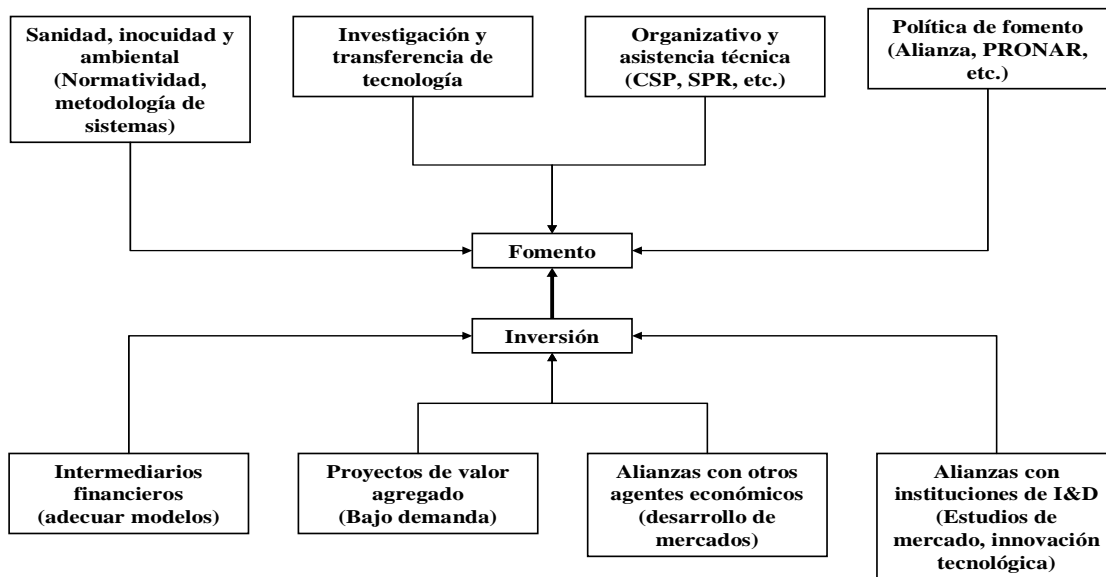 Sanidad, inocuidad y
ambiental
(Normatividad,
metodología de
sistemas)
Investigación y
transferencia de
tecnología
Organizativo y
asistencia técnica
(CSP, SPR, etc.)
Política de fomento
(Alianza, PRONAR,
etc.)
Fomento
Inversión
Intermediarios
financieros
(adecuar modelos)
Proyectos de valor
agregado
(Bajo demanda)
Alianzas con otros
agentes económicos
(desarrollo de
mercados)
Alianzas con
instituciones de I&D
(Estudios de
mercado, innovación
tecnológica)